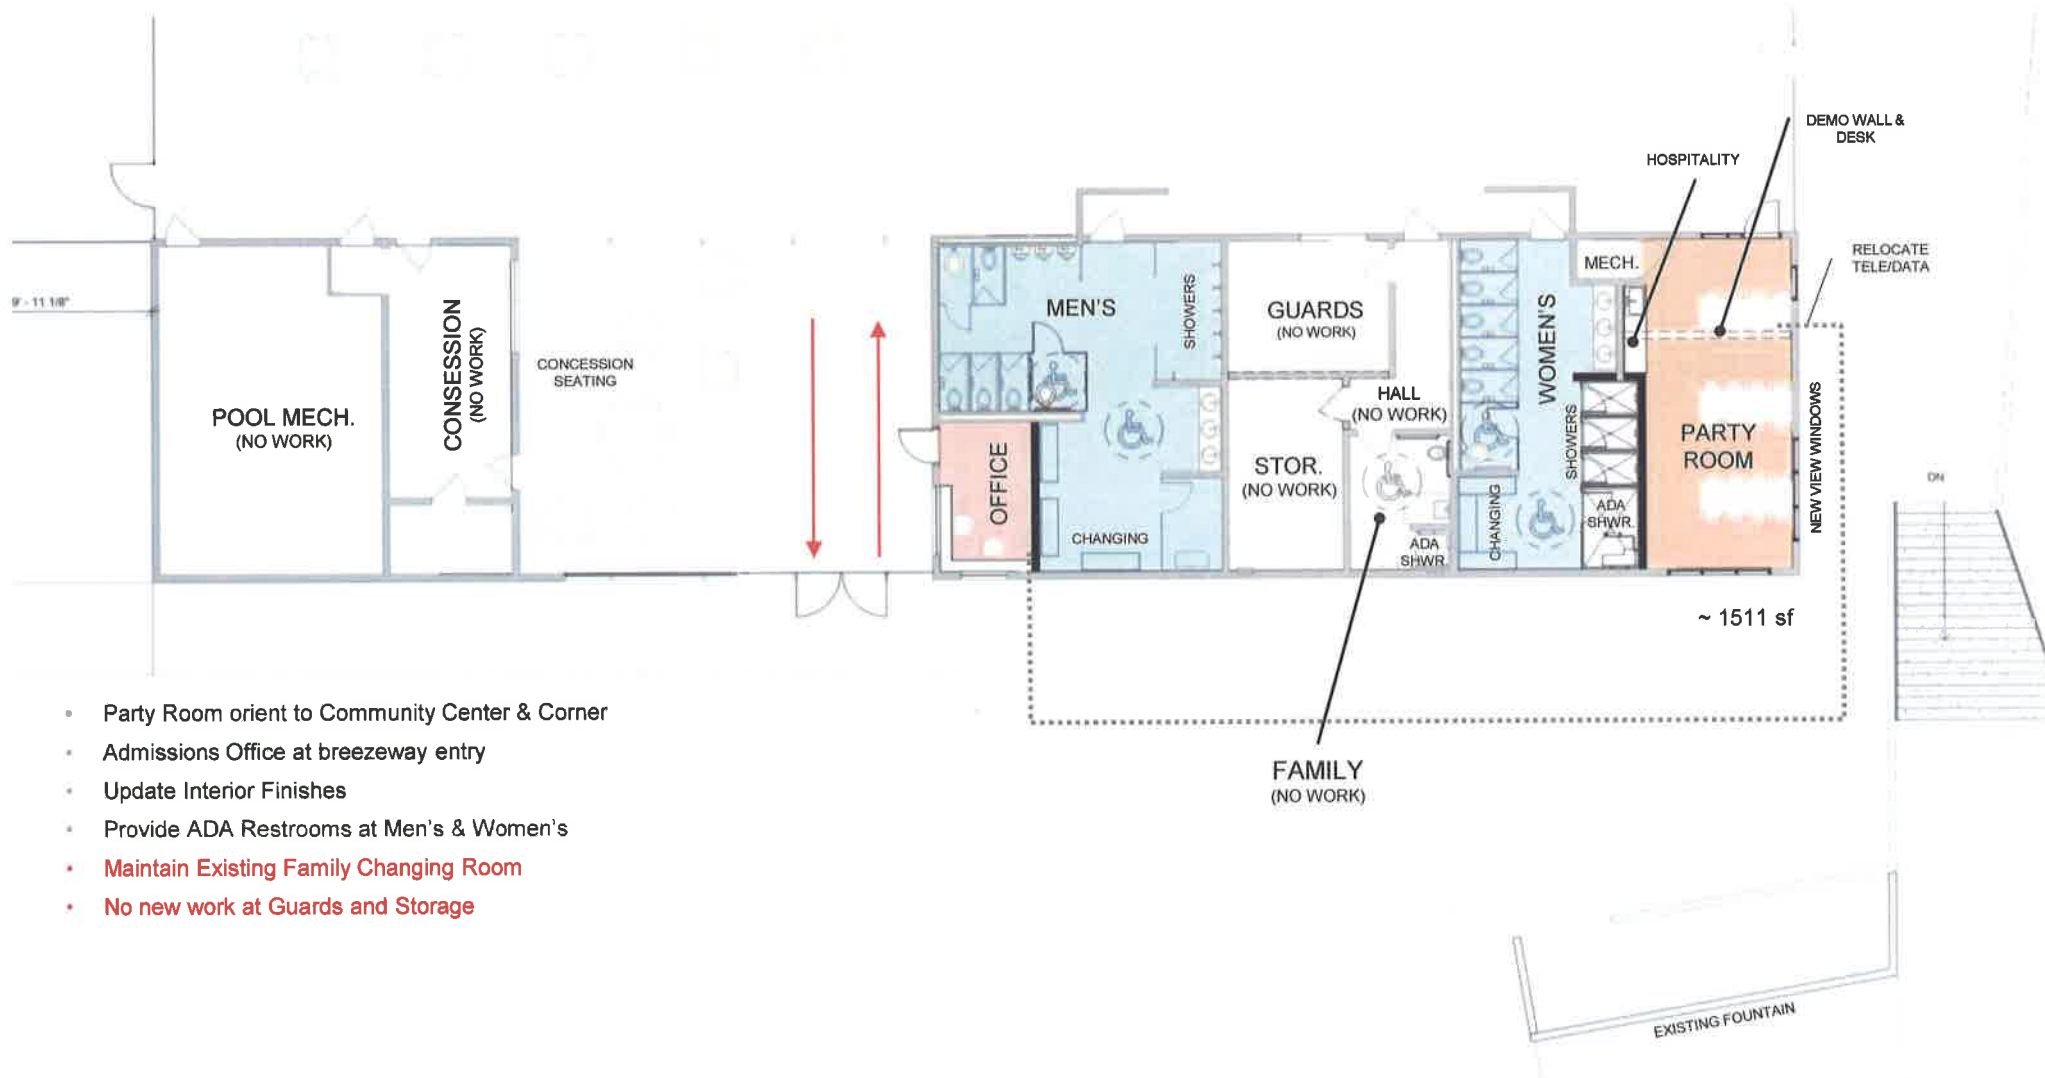 DEMO WALL &
DESK
HOSPITALITY
RELOCATE
TELE/DATA
MECH.
9' - 11 1/8"
POOL MECH.
(NO WORK)
CONSESSION
(NO WORK)
CONCESSION
SEATING
MEN'S
SHOWERS
OFFICE
CHANGING
GUARDS
(NO WORK)
HALL
(NO WORK)
STOR.
(NO WORK)
ADA
SHWR.
WOMEN'S
SHOWERS
CHANGING
ADA
SHWR.
PARTY
ROOM
NEW VIEW WINDOWS
DN
~ 1511 sf
FAMILY
(NO WORK)
• Party Room orient to Community Center & Corner
• Admissions Office at breezeway entry
• Update Interior Finishes
• Provide ADA Restrooms at Men's & Women's
• Maintain Existing Family Changing Room
• No new work at Guards and Storage
EXISTING FOUNTAIN